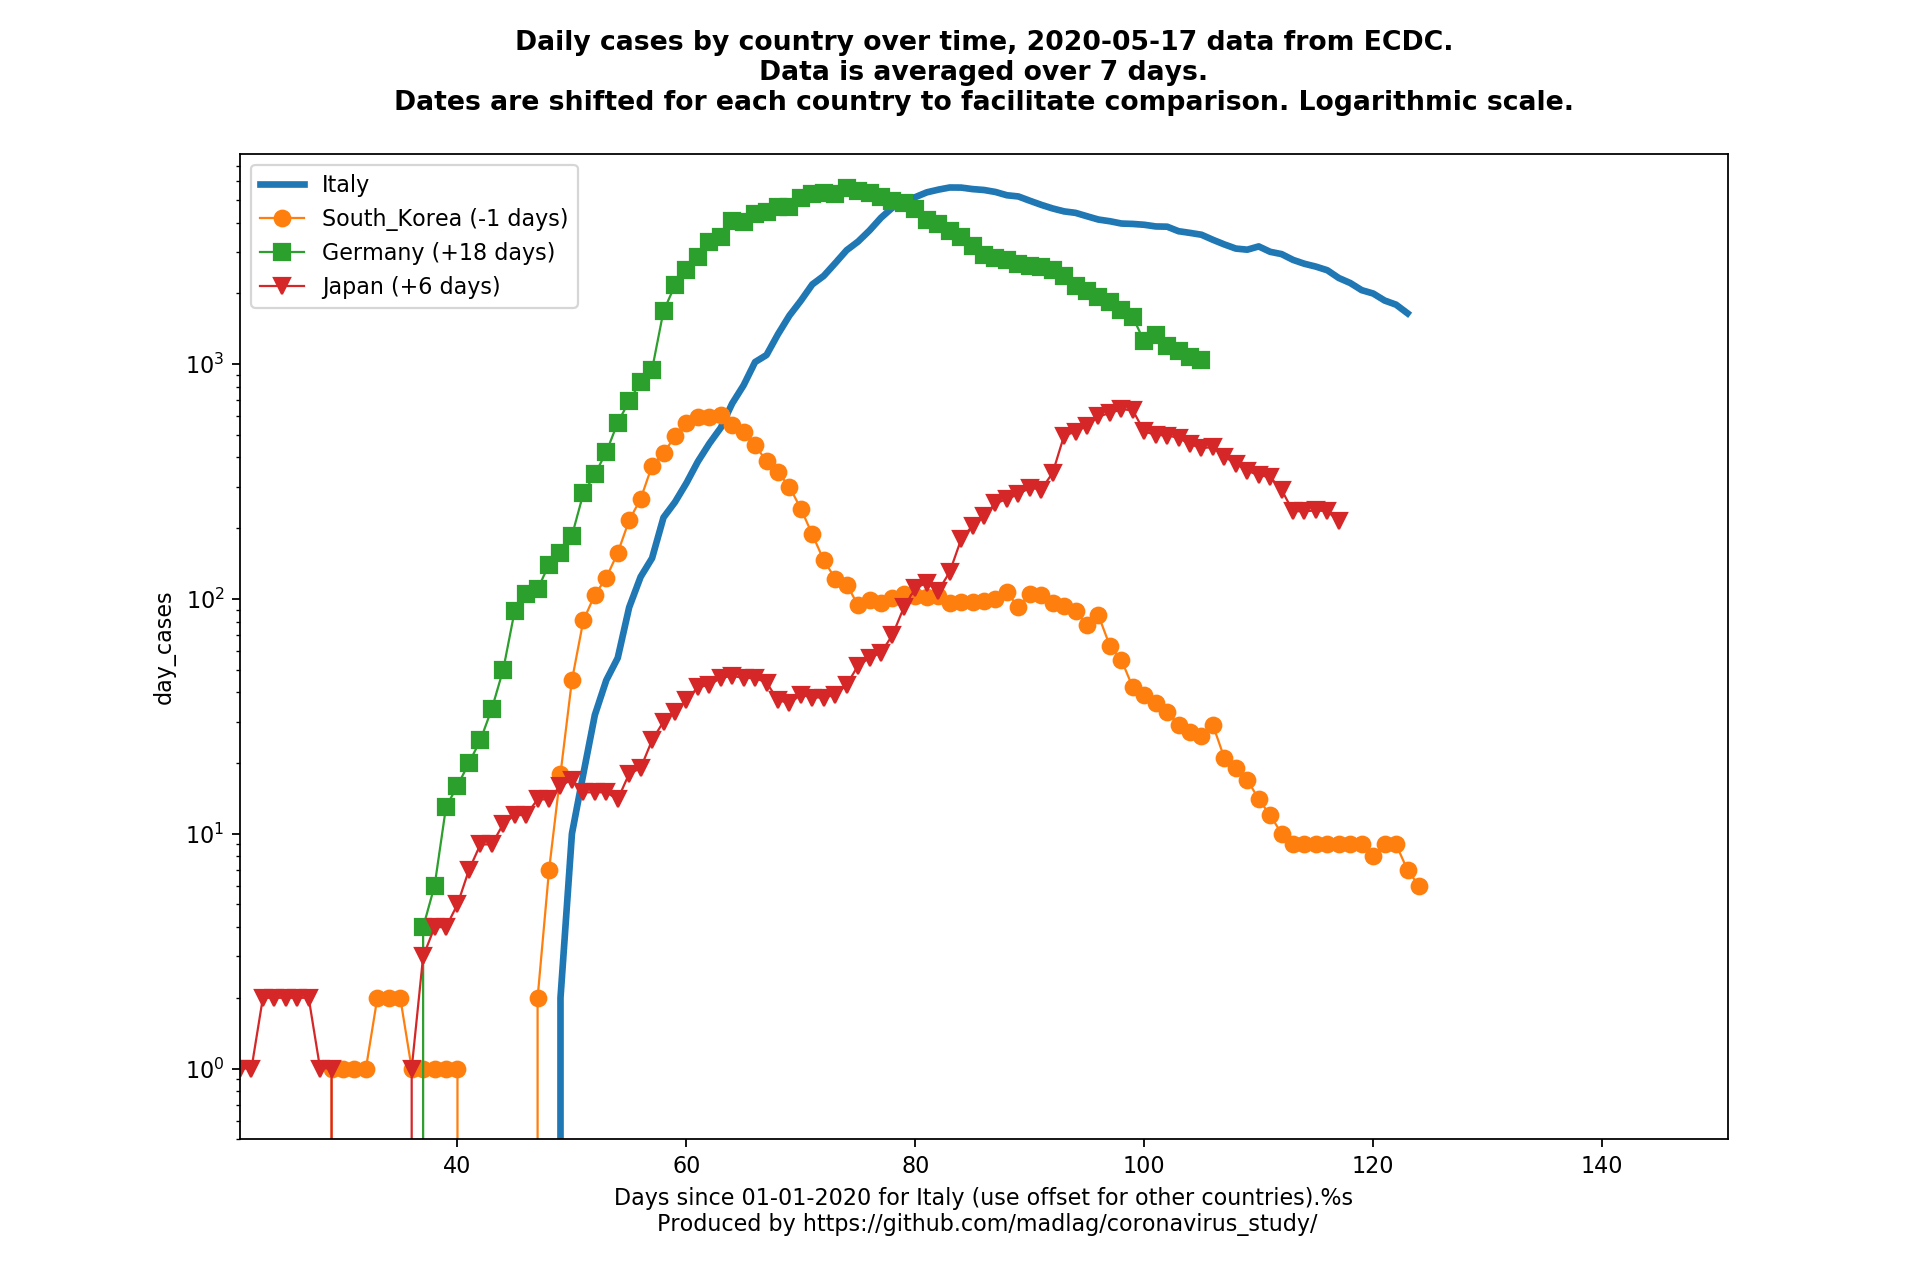 Daily cases by country over time, 2020-05-17 data from ECDC.
Data is averaged over 7 days.
Dates are shifted for each country to facilitate comparison. Logarithmic scale.
Italy
South_Korea (-1 days)
Germany (+18 days)
Japan (+6 days)
10³
10²
10¹
10⁰
day_cases
40 60 80 100 120 140
Days since 01-01-2020 for Italy (use offset for other countries).%s
Produced by https://github.com/madlag/coronavirus_study/